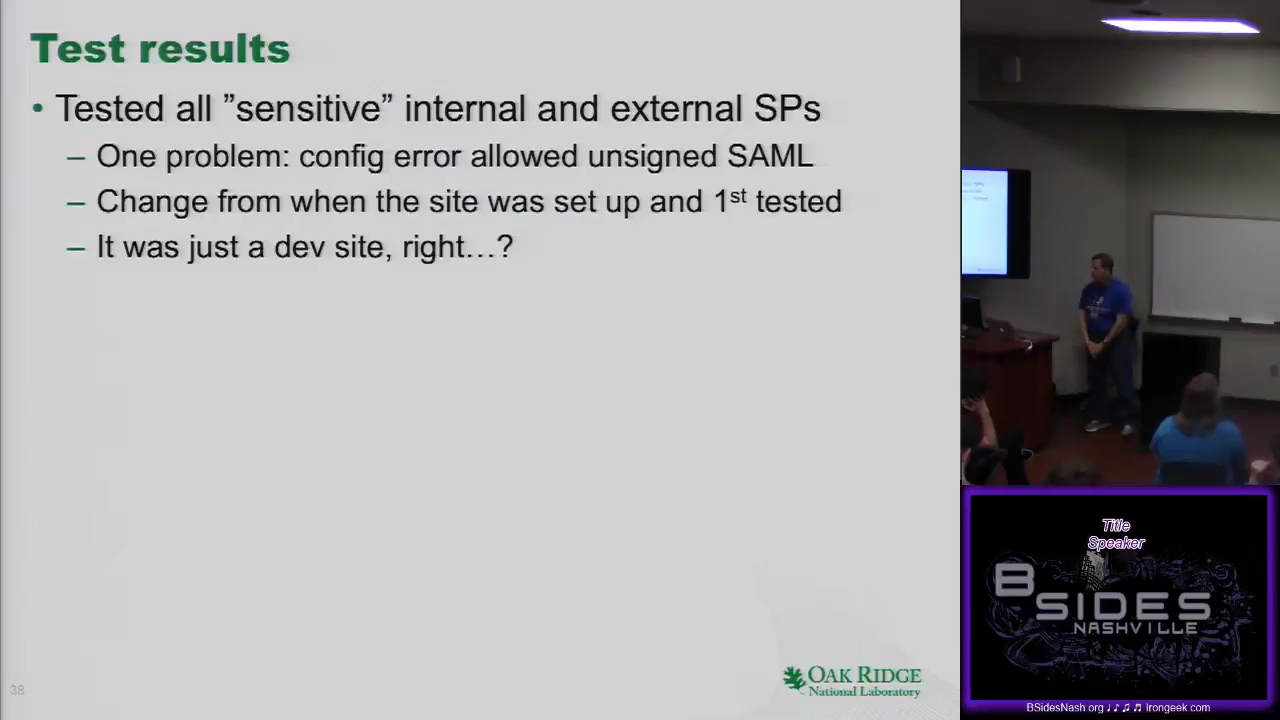 Test results
• Tested all ”sensitive” internal and external SPs
– One problem: config error allowed unsigned SAML
– Change from when the site was set up and 1st tested
– It was just a dev site, right…?
38
OAK RIDGE
National Laboratory
Title
Speaker
BSIDES
NASHVILLE
BSidesNash.org ♩♪♫♬ Irongeek.com